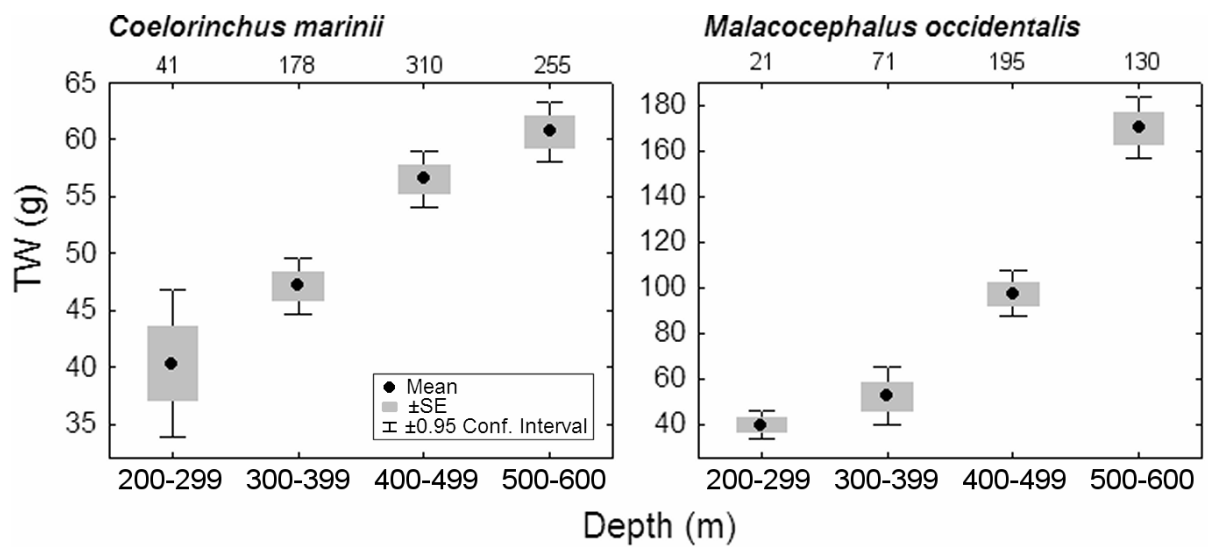 Coelorinchus marinii
41 178 310 255
65
60
55
50
45
40
35
TW (g)
Mean
±SE
±0.95 Conf. Interval
200-299 300-399 400-499 500-600
Malacocephalus occidentalis
21 71 195 130
180
160
140
120
100
80
60
40
200-299 300-399 400-499 500-600
Depth (m)